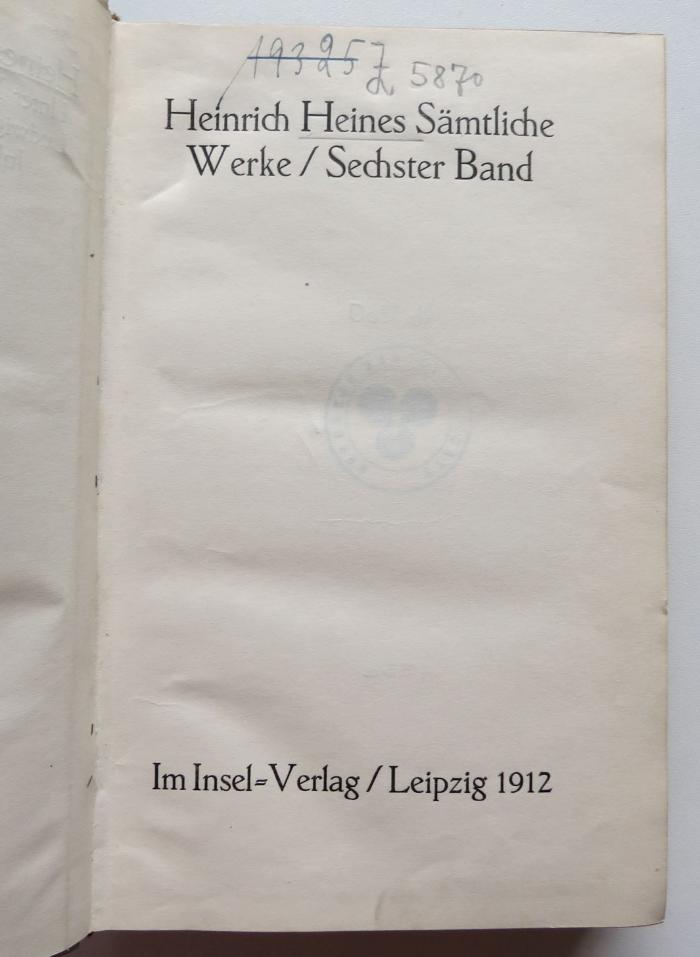 193257 5870
Heinrich Heines Sämtliche
Werke / Sechster Band
Im Insel=Verlag / Leipzig 1912